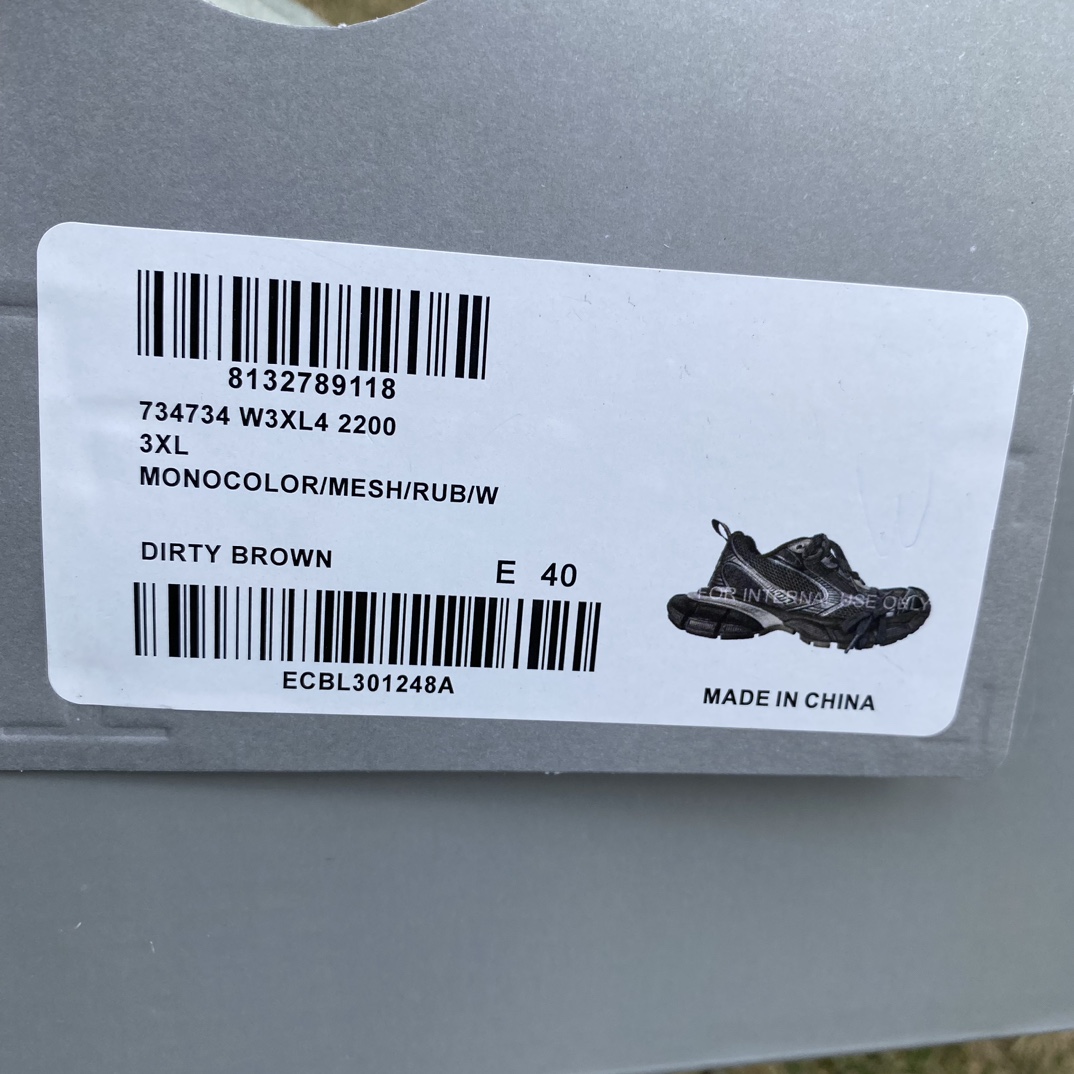 8132789118
734734 W3XL4 2200
3XL
MONOCOLOR/MESH/RUB/W
DIRTY BROWN
E 40
FOR INTERNAL USE ONLY
ECBL301248A
MADE IN CHINA